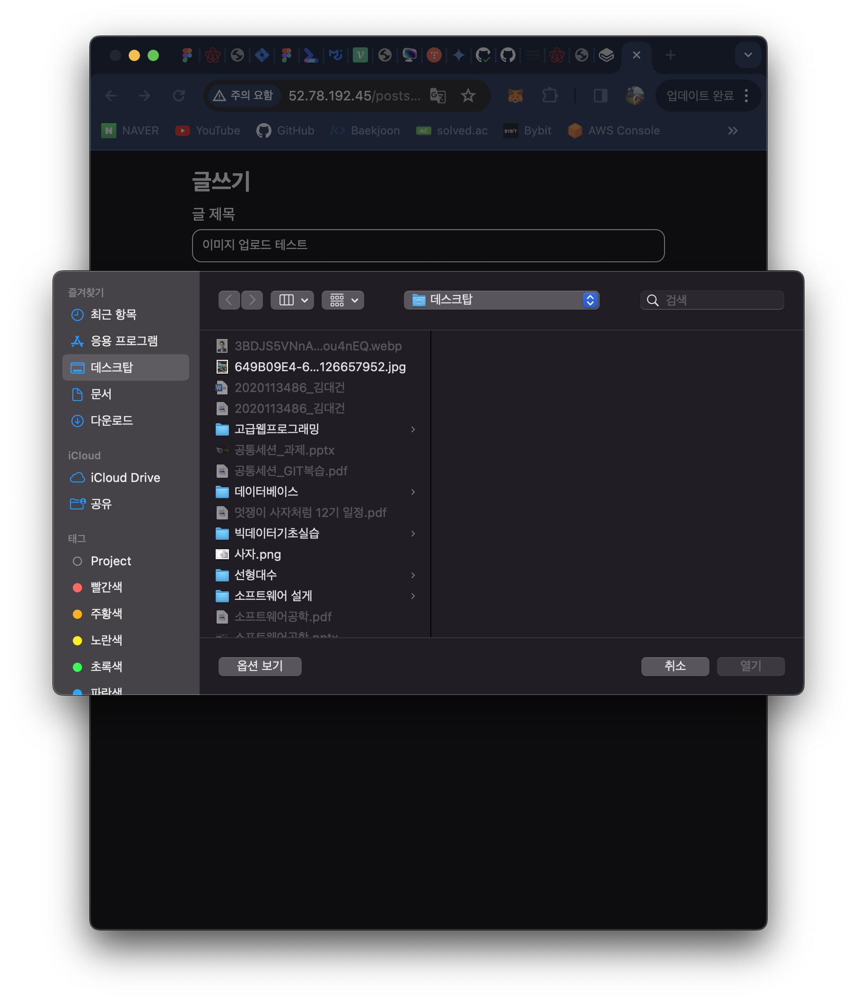 주의 요함 52.78.192.45/posts... 업데이트 완료
NAVER YouTube GitHub Baekjoon solved.ac BYBIT Bybit AWS Console
글쓰기
글 제목
이미지 업로드 테스트
즐겨찾기
최근 항목
응용 프로그램
데스크탑
문서
다운로드
iCloud
iCloud Drive
공유
태그
Project
빨간색
주황색
노란색
초록색
파란색
데스크탑
검색
3BDJS5VNnA...ou4nEQ.webp
649B09E4-6...126657952.jpg
2020113486_김대건
2020113486_김대건
고급웹프로그래밍
공통세션_과제.pptx
공통세션_GIT복습.pdf
데이터베이스
멋쟁이 사자처럼 12기 일정.pdf
빅데이터기초실습
사자.png
선형대수
소프트웨어 설게
소프트웨어공학.pdf
소프트웨어공학.pptx
옵션 보기
취소
열기